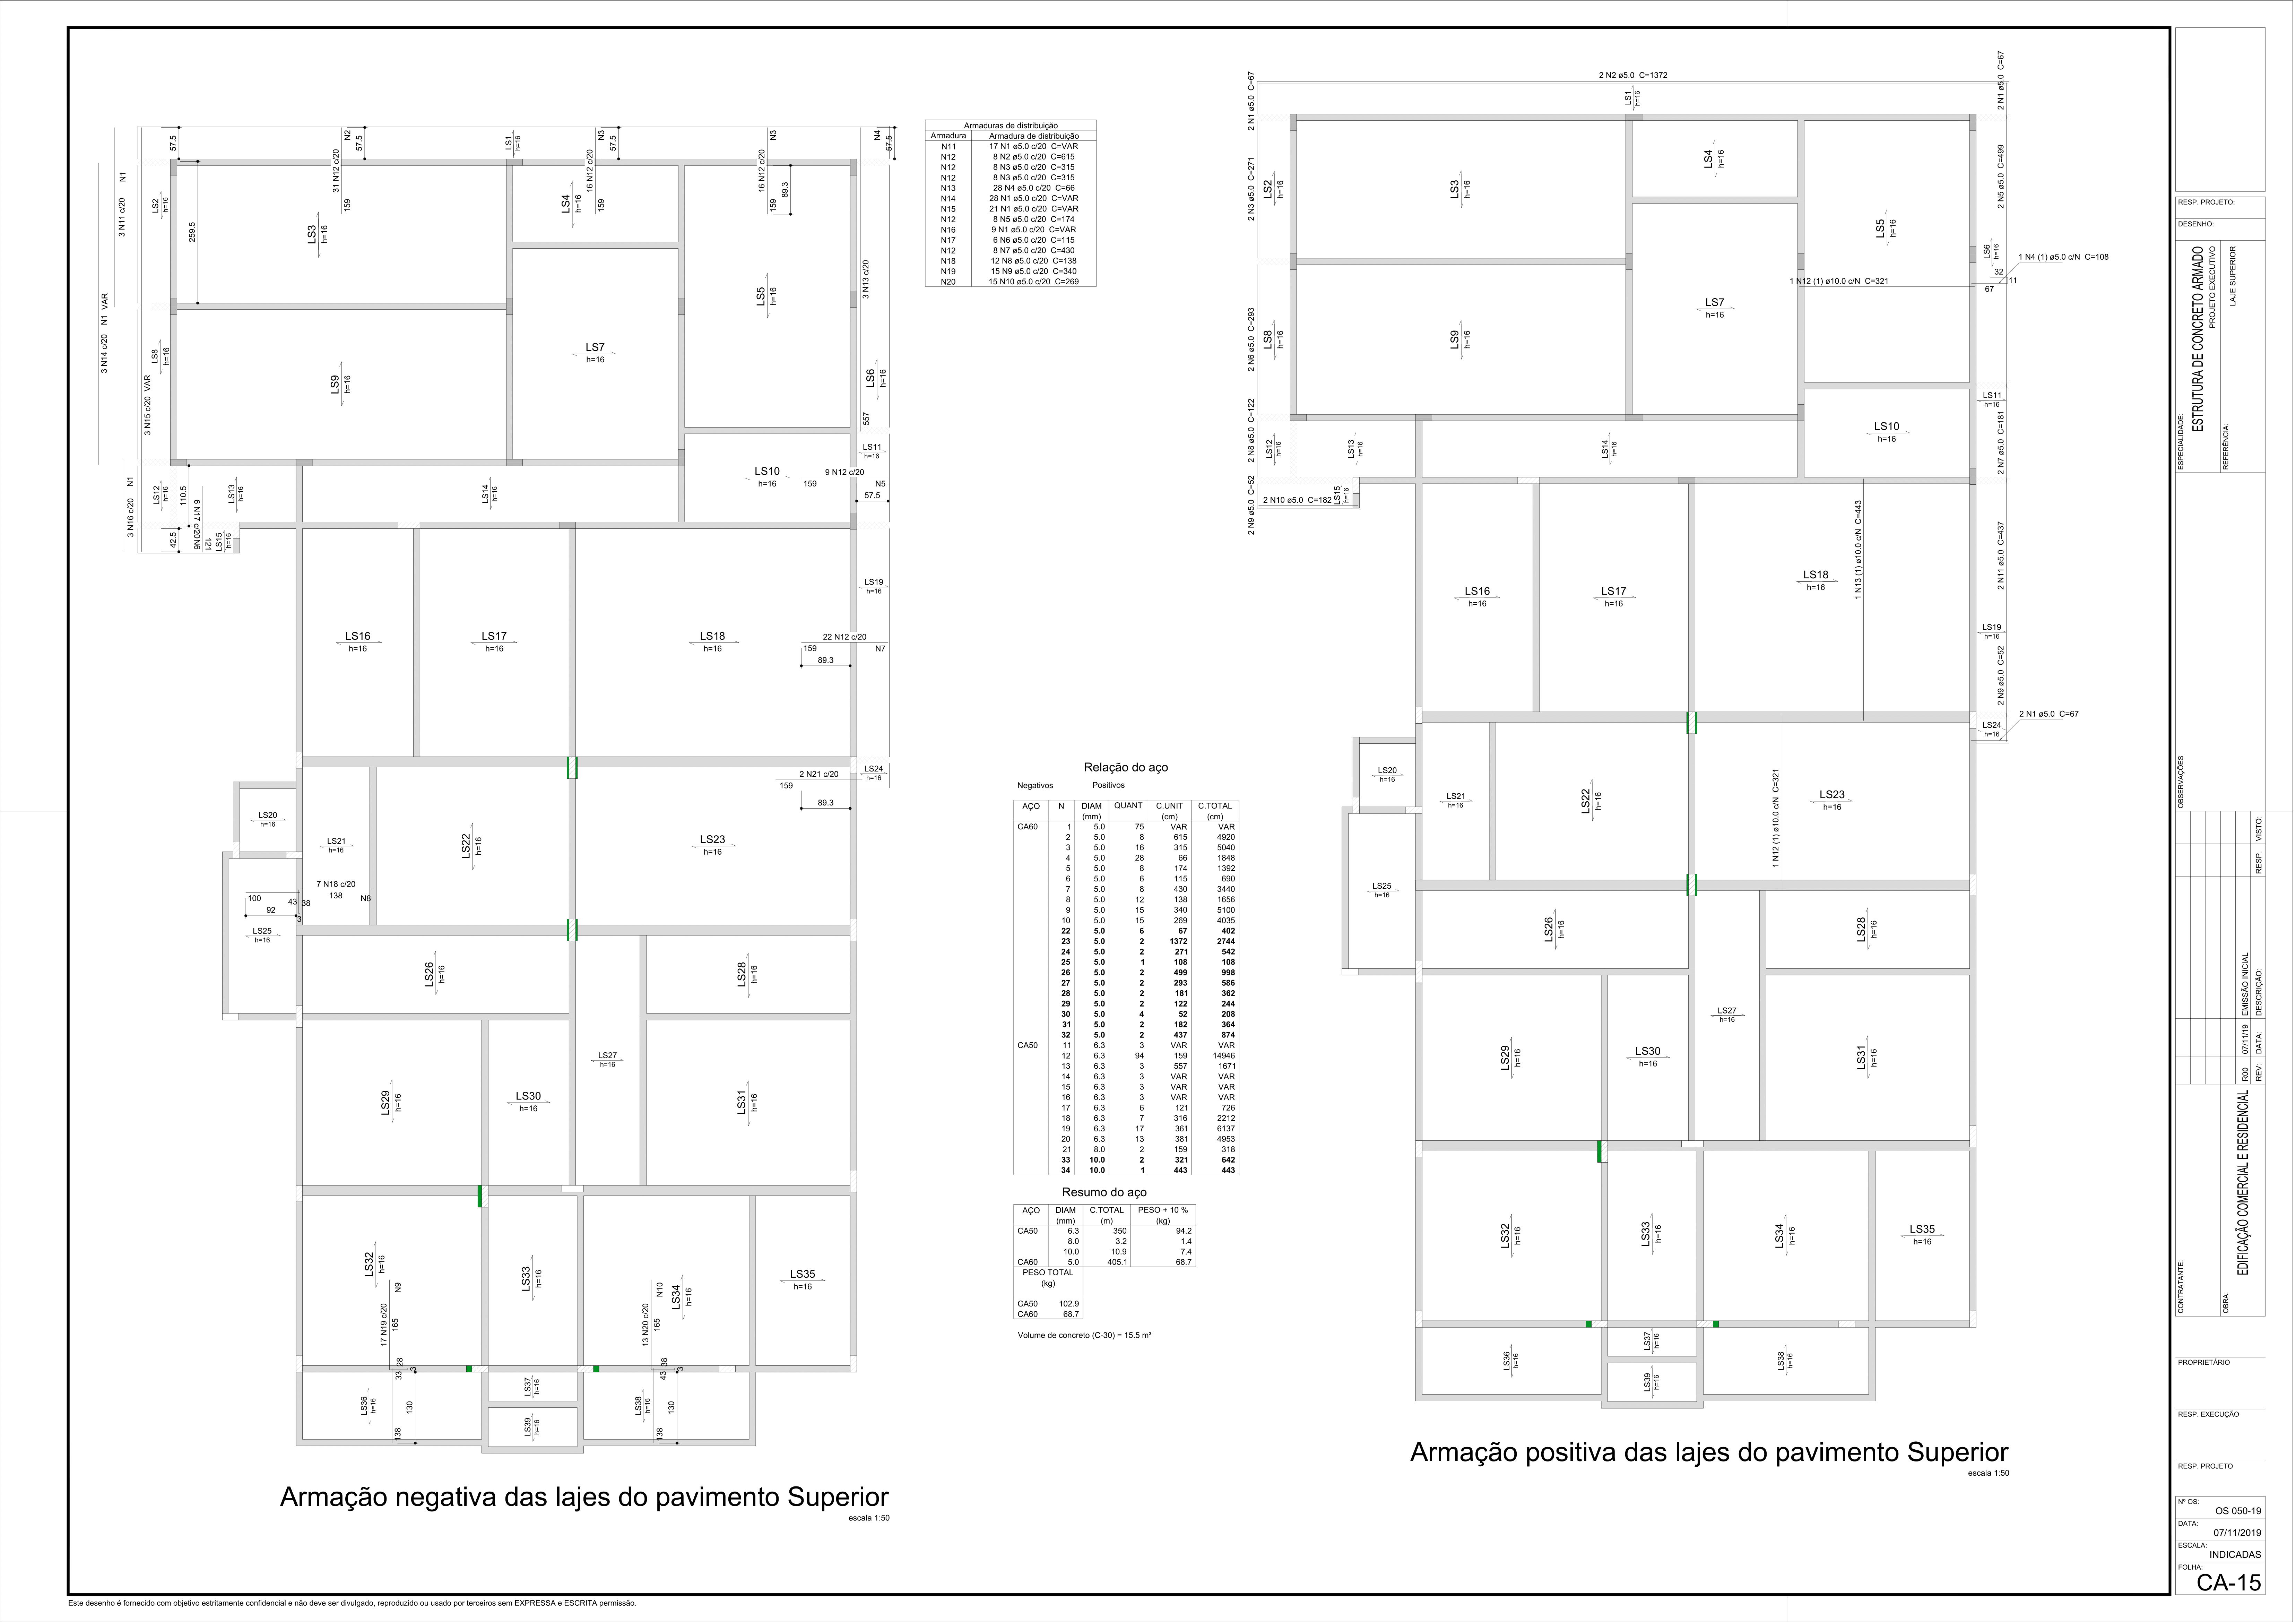 57.5
N2
31 N12 c/20
159
57.5
LS1
h=16
N3
16 N12 c/20
159
57.5
N3
16 N12 c/20
159
89.3
N4
57.5
N1
3 N11 c/20
LS2
h=16
259.5
LS3
h=16
LS4
h=16
LS5
h=16
3 N13 c/20
557
LS6
h=16
3 N14 c/20 N1 VAR
3 N15 c/20 VAR
LS7
h=16
LS8
h=16
LS9
h=16
LS10
h=16
LS11
h=16
9 N12 c/20
159
N5
57.5
3 N16 c/20 N1
LS12
h=16
110.5
6 N17 c/20
N6
121
42.5
LS13
h=16
LS14
h=16
LS15
h=16
LS16
h=16
LS17
h=16
LS18
h=16
LS19
h=16
22 N12 c/20
159
N7
89.3
LS20
h=16
LS21
h=16
LS22
h=16
LS23
h=16
LS24
h=16
2 N21 c/20
159
89.3
7 N18 c/20
138
N8
100
43
38
92
3
LS25
h=16
LS26
h=16
LS27
h=16
LS28
h=16
LS29
h=16
LS30
h=16
LS31
h=16
LS32
h=16
N9
17 N19 c/20
165
LS33
h=16
N10
13 N20 c/20
165
LS34
h=16
LS35
h=16
28
33
3
130
138
LS36
h=16
LS37
h=16
38
43
3
130
138
LS38
h=16
LS39
h=16
Armação negativa das lajes do pavimento Superior
escala 1:50
Armaduras de distribuição
Armadura Armadura de distribuição
N11 17 N1 ø5.0 c/20 C=VAR
N12 8 N2 ø5.0 c/20 C=615
N12 8 N3 ø5.0 c/20 C=315
N12 8 N3 ø5.0 c/20 C=315
N13 28 N4 ø5.0 c/20 C=66
N14 28 N1 ø5.0 c/20 C=VAR
N15 21 N1 ø5.0 c/20 C=VAR
N12 8 N5 ø5.0 c/20 C=174
N16 9 N1 ø5.0 c/20 C=VAR
N17 6 N6 ø5.0 c/20 C=115
N12 8 N7 ø5.0 c/20 C=430
N18 12 N8 ø5.0 c/20 C=138
N19 15 N9 ø5.0 c/20 C=340
N20 15 N10 ø5.0 c/20 C=269
Relação do aço
Negativos Positivos
AÇO N DIAM QUANT C.UNIT C.TOTAL
(mm) (cm) (cm)
CA60 1 5.0 75 VAR VAR
2 5.0 8 615 4920
3 5.0 16 315 5040
4 5.0 28 66 1848
5 5.0 8 174 1392
6 5.0 6 115 690
7 5.0 8 430 3440
8 5.0 12 138 1656
9 5.0 15 340 5100
10 5.0 15 269 4035
22 5.0 6 67 402
23 5.0 2 1372 2744
24 5.0 2 271 542
25 5.0 1 108 108
26 5.0 2 499 998
27 5.0 2 293 586
28 5.0 2 181 362
29 5.0 2 122 244
30 5.0 4 52 208
31 5.0 2 182 364
32 5.0 2 437 874
CA50 11 6.3 3 VAR VAR
12 6.3 94 159 14946
13 6.3 3 557 1671
14 6.3 3 VAR VAR
15 6.3 3 VAR VAR
16 6.3 3 VAR VAR
17 6.3 6 121 726
18 6.3 7 316 2212
19 6.3 17 361 6137
20 6.3 13 381 4953
21 8.0 2 159 318
33 10.0 2 321 642
34 10.0 1 443 443
Resumo do aço
AÇO DIAM C.TOTAL PESO + 10 %
(mm) (m) (kg)
CA50 6.3 350 94.2
8.0 3.2 1.4
10.0 10.9 7.4
CA60 5.0 405.1 68.7
PESO TOTAL
(kg)
CA50 102.9
CA60 68.7
Volume de concreto (C-30) = 15.5 m³
2 N2 ø5.0 C=1372
2 N1 ø5.0 C=67
2 N1 ø5.0 C=67
LS1
h=16
2 N3 ø5.0 C=271
LS2
h=16
LS3
h=16
LS4
h=16
LS5
h=16
2 N5 ø5.0 C=499
LS6
h=16
1 N4 (1) ø5.0 c/N C=108
32
11
67
1 N12 (1) ø10.0 c/N C=321
LS7
h=16
2 N6 ø5.0 C=293
LS8
h=16
LS9
h=16
LS10
h=16
LS11
h=16
2 N7 ø5.0 C=181
2 N8 ø5.0 C=122
LS12
h=16
LS13
h=16
LS14
h=16
2 N9 ø5.0 C=52
2 N10 ø5.0 C=182
LS15
h=16
LS16
h=16
LS17
h=16
LS18
h=16
1 N13 (1) ø10.0 c/N C=443
2 N11 ø5.0 C=437
LS19
h=16
2 N9 ø5.0 C=52
2 N1 ø5.0 C=67
LS24
h=16
LS20
h=16
LS21
h=16
LS22
h=16
1 N12 (1) ø10.0 c/N C=321
LS23
h=16
LS25
h=16
LS26
h=16
LS28
h=16
LS27
h=16
LS29
h=16
LS30
h=16
LS31
h=16
LS32
h=16
LS33
h=16
LS34
h=16
LS35
h=16
LS36
h=16
LS37
h=16
LS38
h=16
LS39
h=16
Armação positiva das lajes do pavimento Superior
escala 1:50
RESP. PROJETO:
DESENHO:
ESPECIALIDADE:
ESTRUTURA DE CONCRETO ARMADO
PROJETO EXECUTIVO
REFERÊNCIA:
LAJE SUPERIOR
OBSERVAÇÕES
VISTO:
RESP.
DESCRIÇÃO:
DATA:
REV:
EMISSÃO INICIAL
07/11/19
R00
CONTRATANTE:
OBRA:
EDIFICAÇÃO COMERCIAL E RESIDENCIAL
PROPRIETÁRIO
RESP. EXECUÇÃO
RESP. PROJETO
Nº OS:
OS 050-19
DATA:
07/11/2019
ESCALA:
INDICADAS
FOLHA:
CA-15
Este desenho é fornecido com objetivo estritamente confidencial e não deve ser divulgado, reproduzido ou usado por terceiros sem EXPRESSA e ESCRITA permissão.